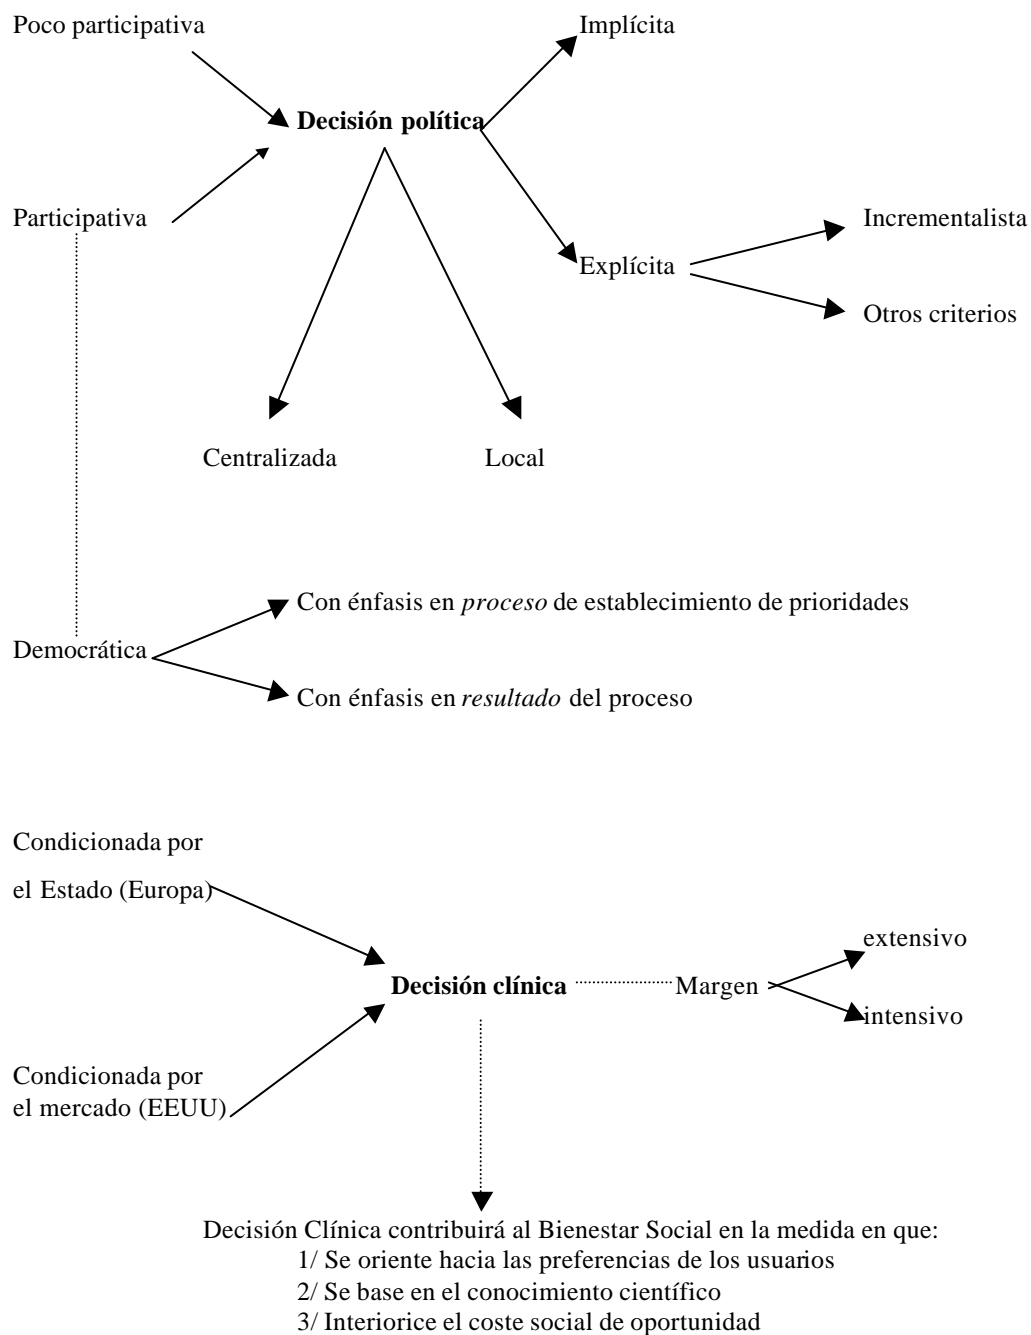 Poco participativa
Implícita
Decisión política
Participativa
Incrementalista
Explícita
Otros criterios
Centralizada
Local
Con énfasis en proceso de establecimiento de prioridades
Democrática
Con énfasis en resultado del proceso
Condicionada por
el Estado (Europa)
extensivo
Decisión clínica
Margen
intensivo
Condicionada por
el mercado (EEUU)
Decisión Clínica contribuirá al Bienestar Social en la medida en que:
1/ Se oriente hacia las preferencias de los usuarios
2/ Se base en el conocimiento científico
3/ Interiorice el coste social de oportunidad